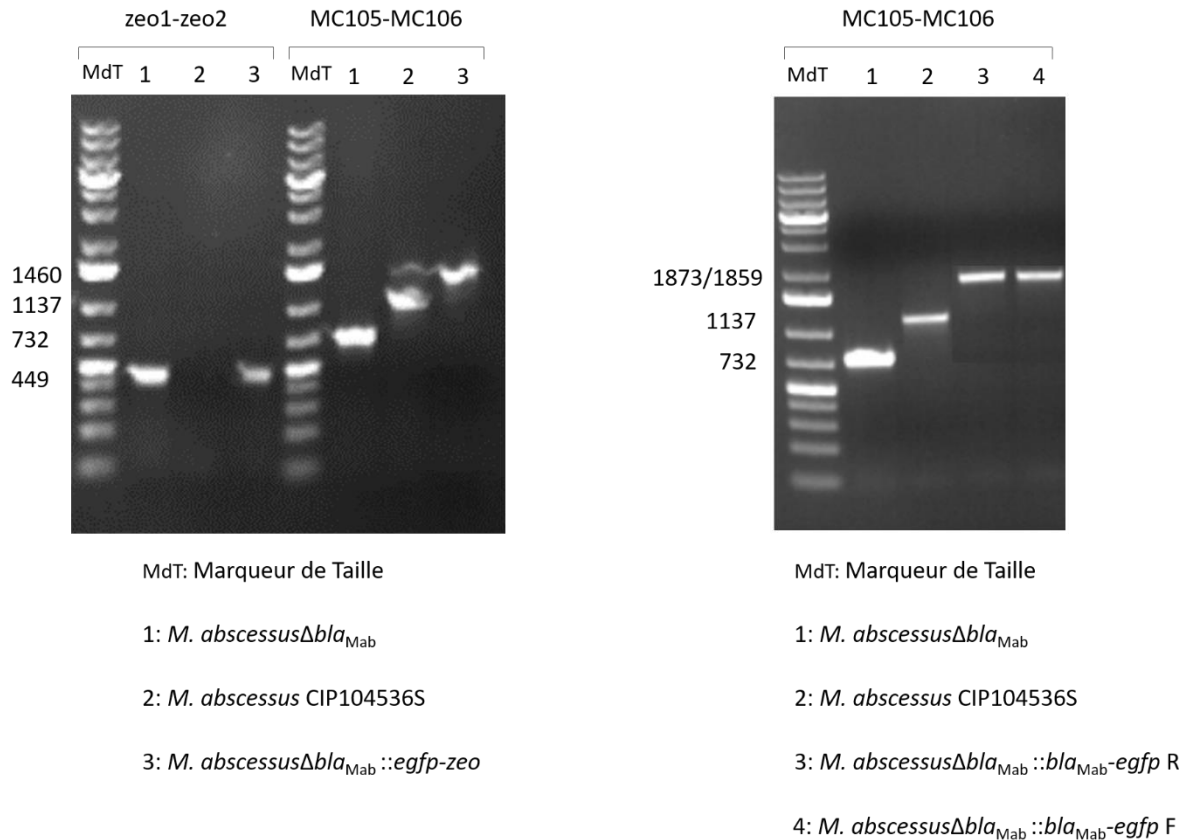 zeo1-zeo2 MC105-MC106
MdT 1 2 3 MdT 1 2 3
1460
1137
732
449
MdT: Marqueur de Taille
1: M. abscessusΔblaMab
2: M. abscessus CIP104536S
3: M. abscessusΔblaMab ::egfp-zeo
MC105-MC106
MdT 1 2 3 4
1873/1859
1137
732
MdT: Marqueur de Taille
1: M. abscessusΔblaMab
2: M. abscessus CIP104536S
3: M. abscessusΔblaMab ::blaMab-egfp R
4: M. abscessusΔblaMab ::blaMab-egfp F